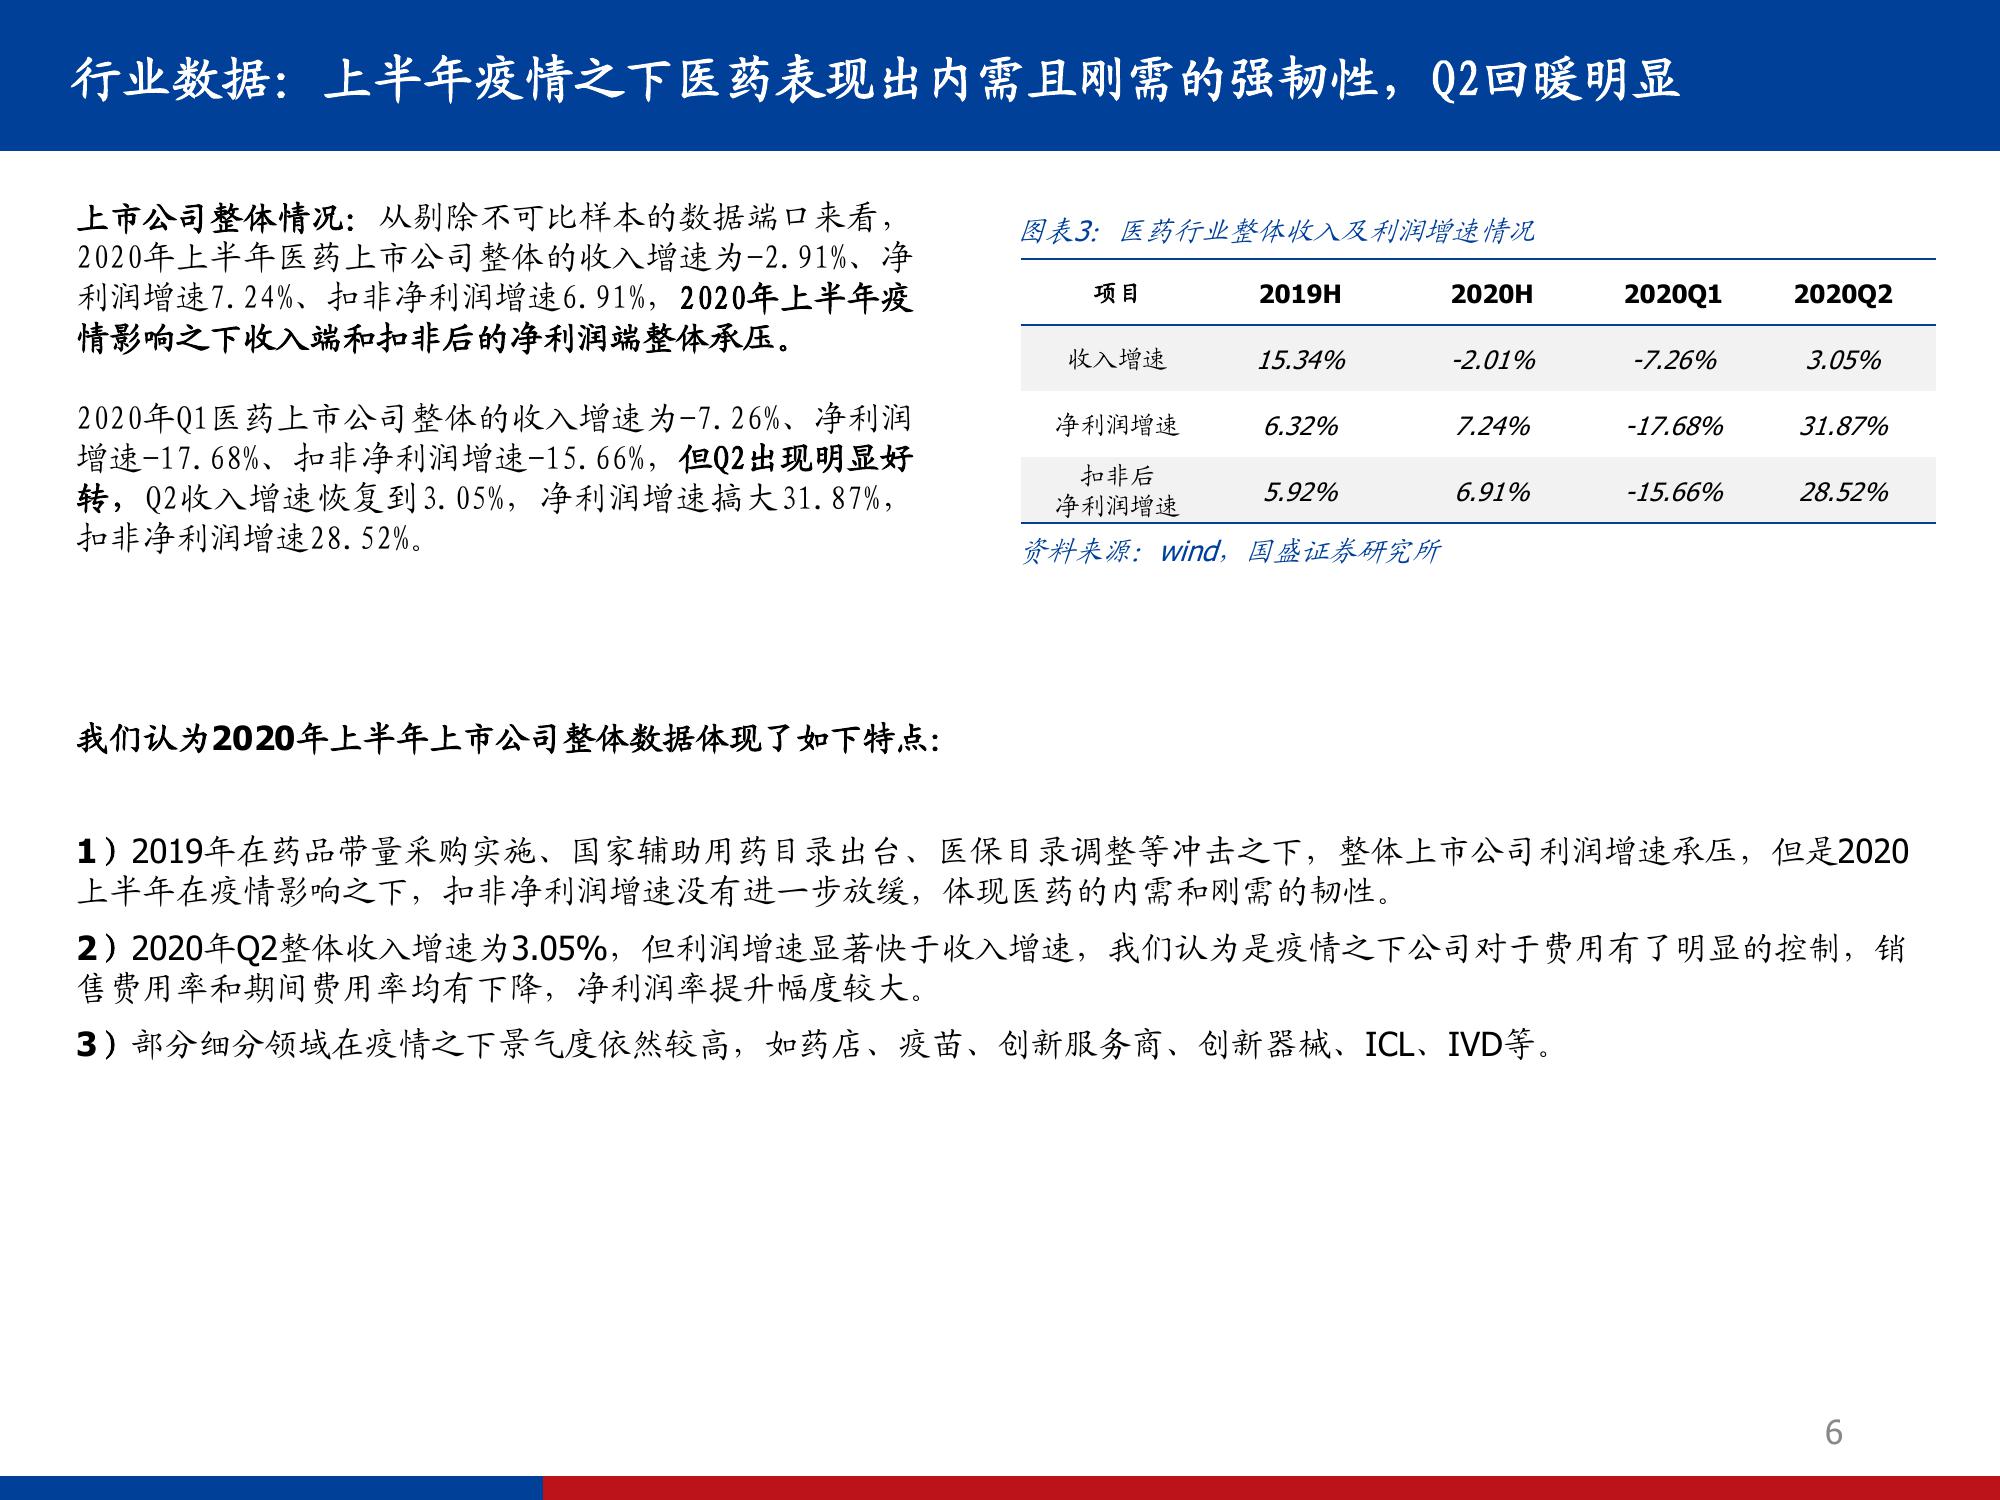 行业数据：上半年疫情之下医药表现出内需且刚需的强韧性，Q2回暖明显
上市公司整体情况：从剔除不可比样本的数据端口来看，
2020年上半年医药上市公司整体的收入增速为-2.91%、净
利润增速7.24%、扣非净利润增速6.91%，2020年上半年疫
情影响之下收入端和扣非后的净利润端整体承压。
2020年Q1医药上市公司整体的收入增速为-7.26%、净利润
增速-17.68%、扣非净利润增速-15.66%，但Q2出现明显好
转，Q2收入增速恢复到3.05%，净利润增速搞大31.87%，
扣非净利润增速28.52%。
图表3：医药行业整体收入及利润增速情况
项目 2019H 2020H 2020Q1 2020Q2
收入增速 15.34% -2.01% -7.26% 3.05%
净利润增速 6.32% 7.24% -17.68% 31.87%
扣非后
净利润增速 5.92% 6.91% -15.66% 28.52%
资料来源：wind，国盛证券研究所
我们认为2020年上半年上市公司整体数据体现了如下特点：
1）2019年在药品带量采购实施、国家辅助用药目录出台、医保目录调整等冲击之下，整体上市公司利润增速承压，但是2020
上半年在疫情影响之下，扣非净利润增速没有进一步放缓，体现医药的内需和刚需的韧性。
2）2020年Q2整体收入增速为3.05%，但利润增速显著快于收入增速，我们认为是疫情之下公司对于费用有了明显的控制，销
售费用率和期间费用率均有下降，净利润率提升幅度较大。
3）部分细分领域在疫情之下景气度依然较高，如药店、疫苗、创新服务商、创新器械、ICL、IVD等。
6